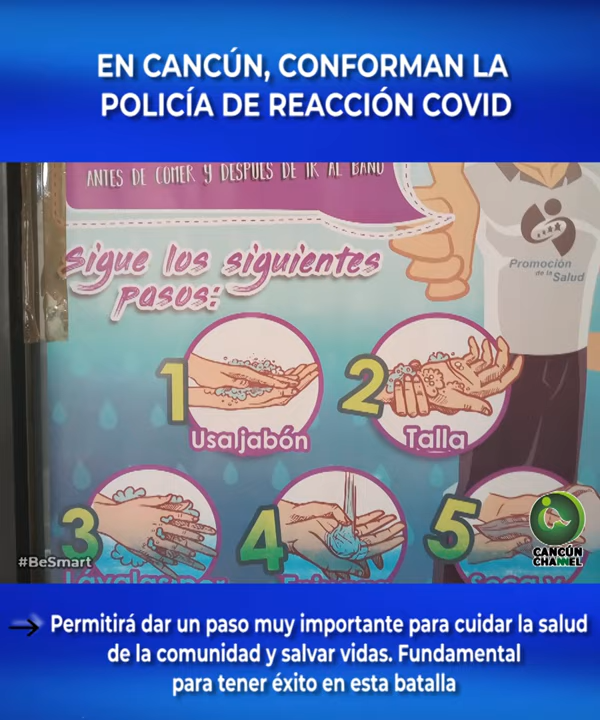 EN CANCÚN, CONFORMAN LA
POLICÍA DE REACCIÓN COVID
ANTES DE COMER Y DESPUES DE IR AL BAÑO
Sigue los siguientes
pasos:
Promoción
de la
Salud
1
2
Usa jabón
Talla
3
4
5
#BeSmart
CANCÚN
CHANNEL
→ Permitirá dar un paso muy importante para cuidar la salud
de la comunidad y salvar vidas. Fundamental
para tener éxito en esta batalla